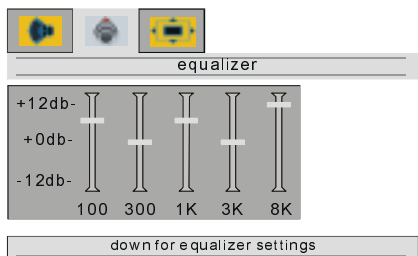 equalizer
+12db-
+0db-
-12db-
100 300 1K 3K 8K
down for equalizer settings